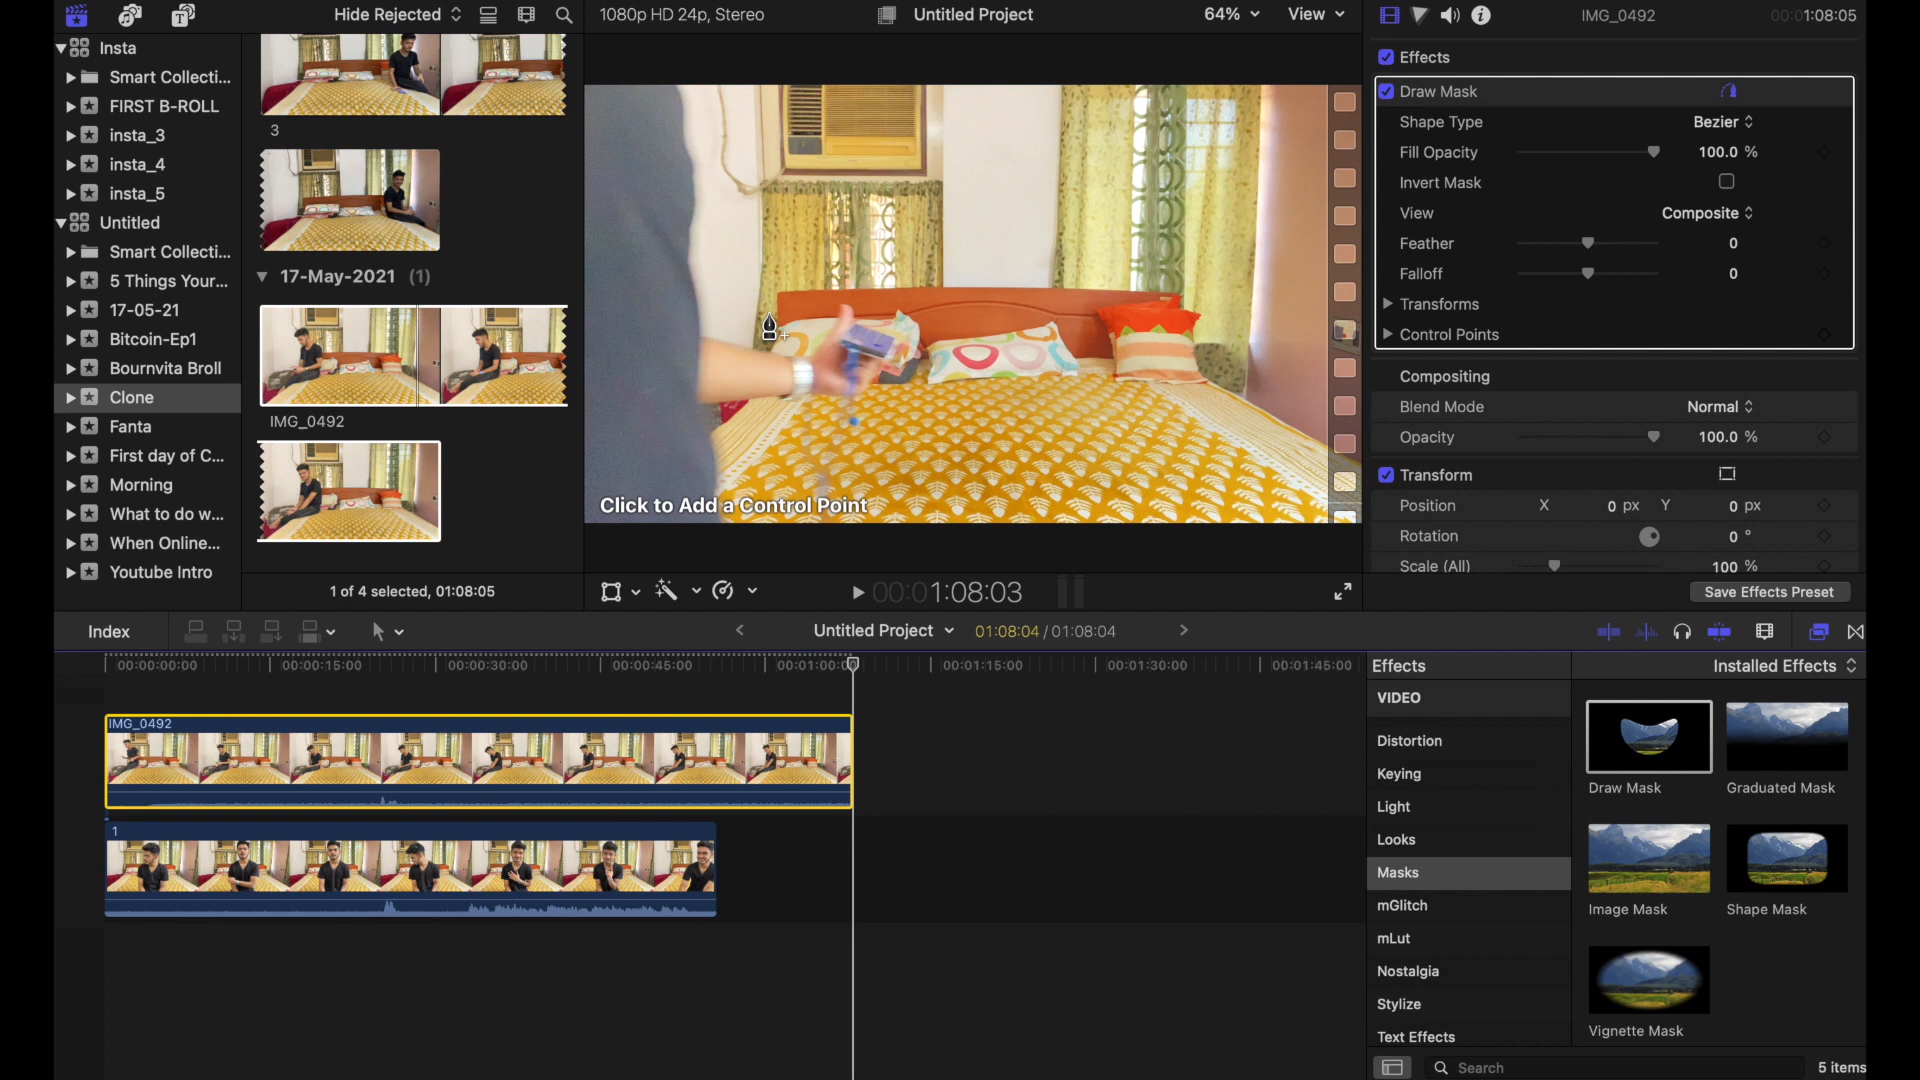 Hide Rejected
1080p HD 24p, Stereo
Untitled Project
64%
View
IMG_0492
00:001:08:05
Insta
Smart Collecti...
FIRST B-ROLL
insta_3
insta_4
insta_5
Untitled
Smart Collecti...
5 Things Your...
17-05-21
Bitcoin-Ep1
Bournvita Broll
Clone
Fanta
First day of C...
Morning
What to do w...
When Online...
Youtube Intro
3
17-May-2021 (1)
IMG_0492
1 of 4 selected, 01:08:05
Click to Add a Control Point
00:001:08:03
Effects
Draw Mask
Shape Type Bezier
Fill Opacity 100.0 %
Invert Mask
View Composite
Feather 0
Falloff 0
Transforms
Control Points
Compositing
Blend Mode Normal
Opacity 100.0 %
Transform
Position X 0 px Y 0 px
Rotation 0 °
Scale (All) 100 %
Save Effects Preset
Index
Untitled Project
01:08:04 / 01:08:04
00:00:00:00
00:00:15:00
00:00:30:00
00:00:45:00
00:01:00:0
00:01:15:00
00:01:30:00
00:01:45:00
IMG_0492
1
Effects
Installed Effects
VIDEO
Distortion
Keying
Light
Looks
Masks
mGlitch
mLut
Nostalgia
Stylize
Text Effects
Draw Mask
Graduated Mask
Image Mask
Shape Mask
Vignette Mask
Search
5 items